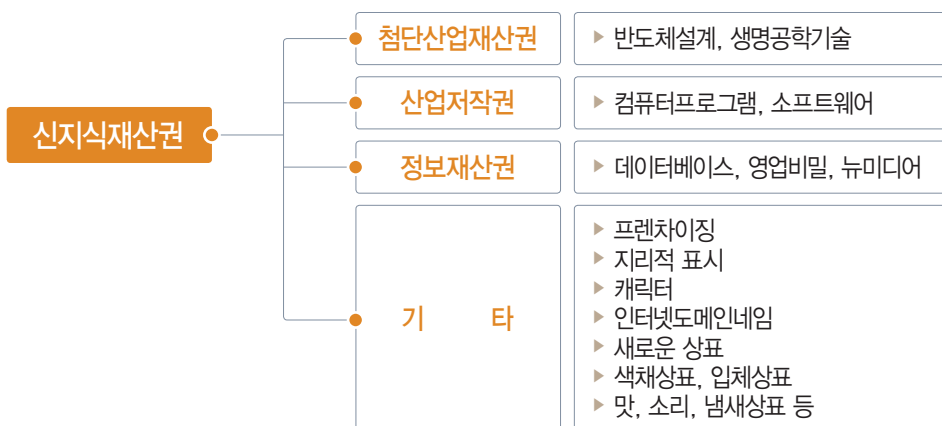 신지식재산권
첨단산업재산권
▶ 반도체설계, 생명공학기술
산업저작권
▶ 컴퓨터프로그램, 소프트웨어
정보재산권
▶ 데이터베이스, 영업비밀, 뉴미디어
기 타
▶ 프렌차이징
▶ 지리적 표시
▶ 캐릭터
▶ 인터넷도메인네임
▶ 새로운 상표
▶ 색채상표, 입체상표
▶ 맛, 소리, 냄새상표 등